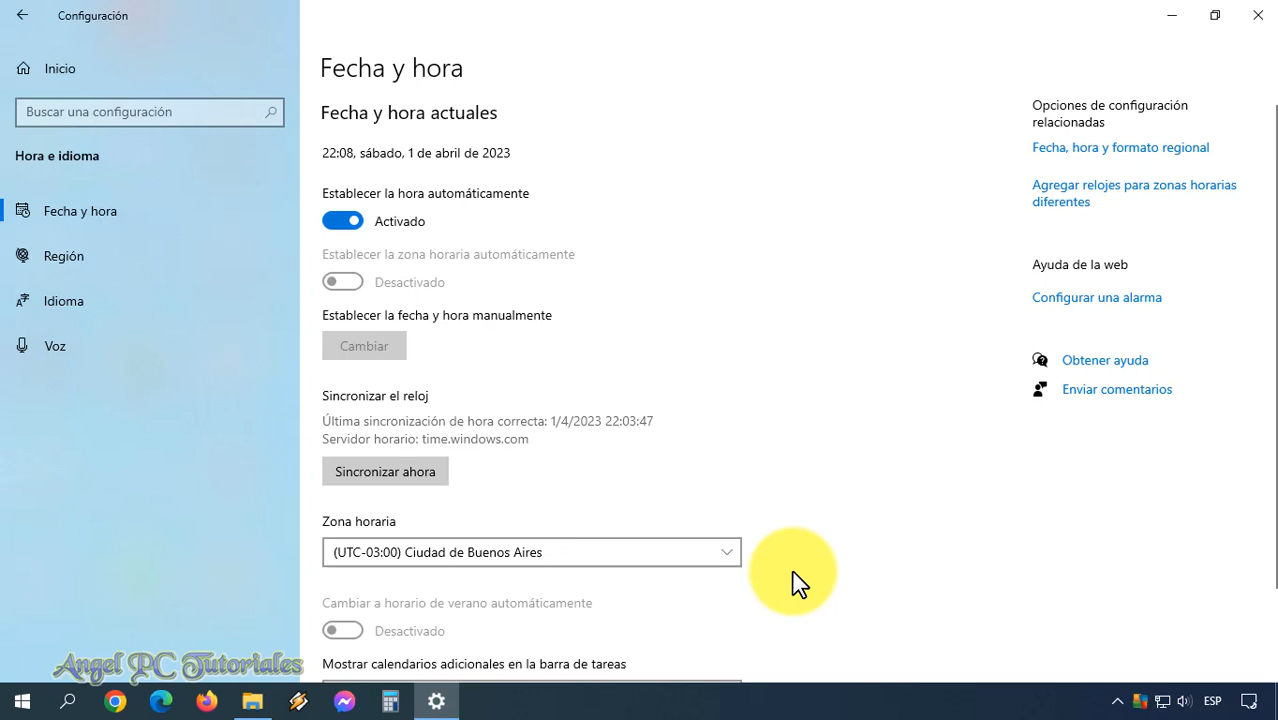 Configuración
Inicio
Buscar una configuración
Hora e idioma
Fecha y hora
Región
Idioma
Voz
Fecha y hora
Fecha y hora actuales
22:08, sábado, 1 de abril de 2023
Establecer la hora automáticamente
Activado
Establecer la zona horaria automáticamente
Desactivado
Establecer la fecha y hora manualmente
Cambiar
Sincronizar el reloj
Última sincronización de hora correcta: 1/4/2023 22:03:47
Servidor horario: time.windows.com
Sincronizar ahora
Zona horaria
(UTC-03:00) Ciudad de Buenos Aires
Cambiar a horario de verano automáticamente
Desactivado
Mostrar calendarios adicionales en la barra de tareas
Opciones de configuración
relacionadas
Fecha, hora y formato regional
Agregar relojes para zonas horarias
diferentes
Ayuda de la web
Configurar una alarma
Obtener ayuda
Enviar comentarios
Angel PC Tutoriales
ESP